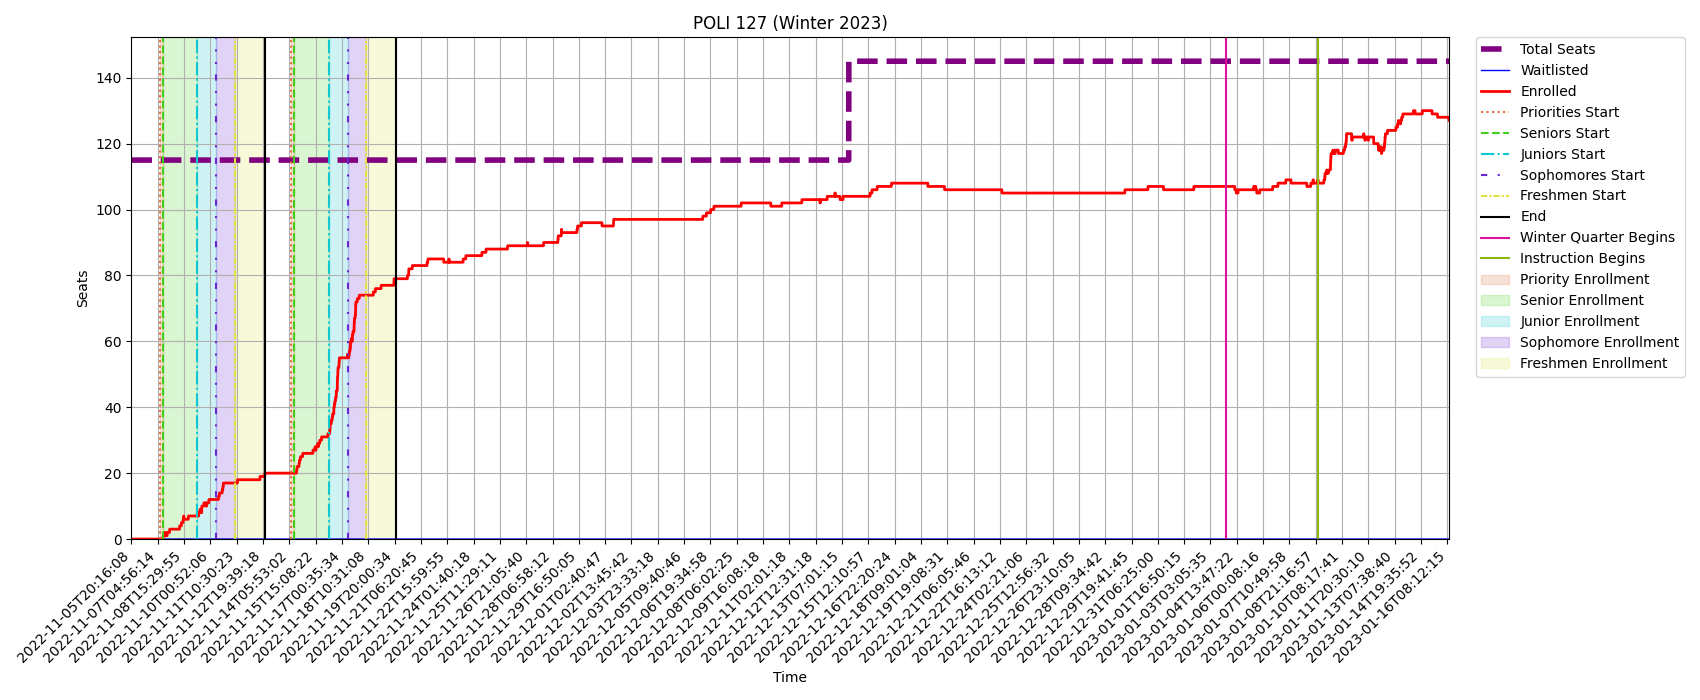 POLI 127 (Winter 2023)
Seats
140
120
100
80
60
40
20
0
2022-11-05T20:16:08
2022-11-07T04:56:14
2022-11-08T15:29:55
2022-11-10T00:52:06
2022-11-11T10:30:23
2022-11-12T19:39:18
2022-11-14T05:53:02
2022-11-15T15:08:22
2022-11-17T00:35:34
2022-11-18T10:31:08
2022-11-19T20:00:34
2022-11-21T06:20:45
2022-11-22T15:59:55
2022-11-24T01:40:18
2022-11-25T11:29:11
2022-11-26T21:05:40
2022-11-28T06:58:12
2022-11-29T16:50:05
2022-12-01T02:40:47
2022-12-02T13:45:42
2022-12-03T23:33:18
2022-12-05T09:40:46
2022-12-06T19:34:58
2022-12-08T06:02:25
2022-12-09T16:08:18
2022-12-11T02:01:18
2022-12-12T12:31:18
2022-12-13T07:01:15
2022-12-15T12:10:57
2022-12-16T22:20:24
2022-12-18T09:01:04
2022-12-19T19:08:31
2022-12-21T06:05:46
2022-12-22T16:13:12
2022-12-24T02:21:06
2022-12-25T12:56:32
2022-12-26T23:10:05
2022-12-28T09:34:42
2022-12-29T19:41:45
2022-12-31T06:25:00
2023-01-01T16:50:15
2023-01-03T03:05:35
2023-01-04T13:47:22
2023-01-06T00:08:16
2023-01-07T10:49:58
2023-01-08T21:16:57
2023-01-10T08:17:41
2023-01-11T20:30:10
2023-01-13T07:38:40
2023-01-14T19:35:52
2023-01-16T08:12:15
Time
Total Seats
Waitlisted
Enrolled
Priorities Start
Seniors Start
Juniors Start
Sophomores Start
Freshmen Start
End
Winter Quarter Begins
Instruction Begins
Priority Enrollment
Senior Enrollment
Junior Enrollment
Sophomore Enrollment
Freshmen Enrollment